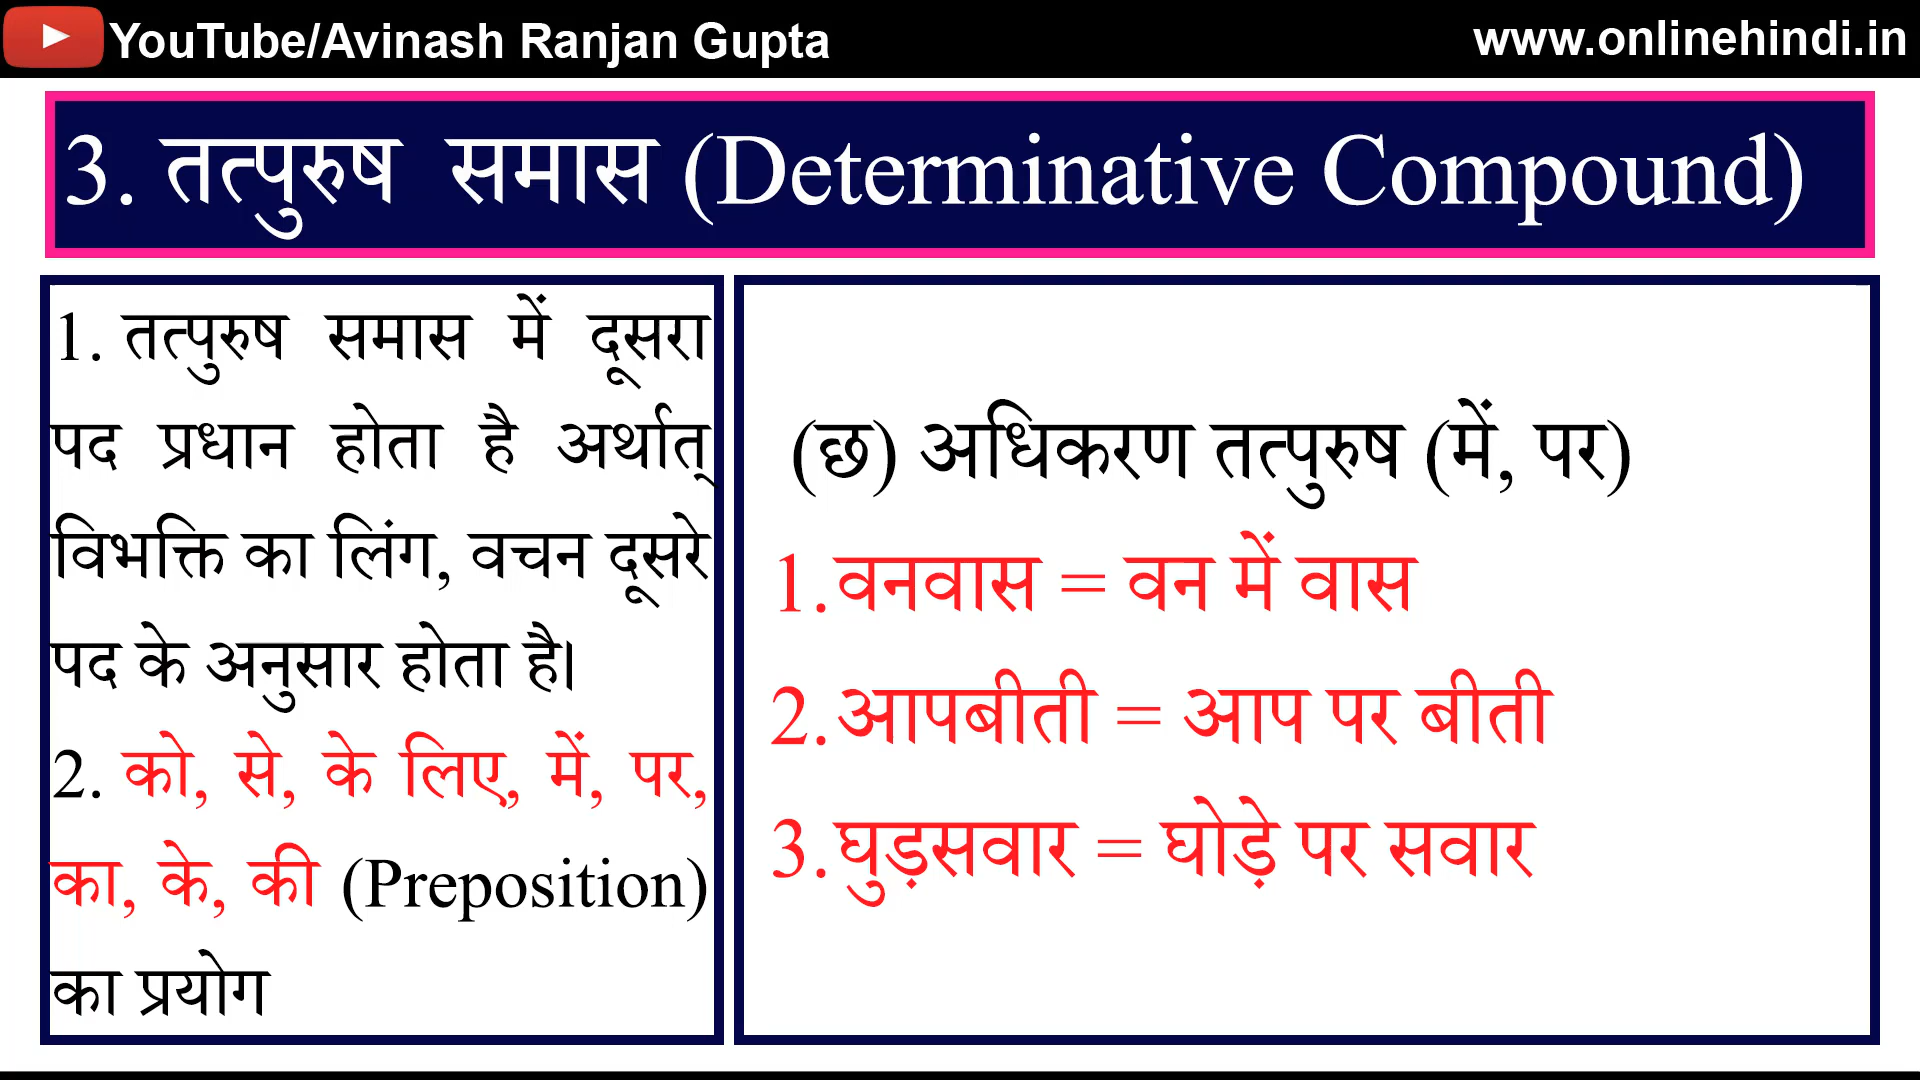 YouTube/Avinash Ranjan Gupta
www.onlinehindi.in
3. तत्पुरुष समास (Determinative Compound)
1. तत्पुरुष समास में दूसरा
पद प्रधान होता है अर्थात्
विभक्ति का लिंग, वचन दूसरे
पद के अनुसार होता है।
2. को, से, के लिए, में, पर,
का, के, की (Preposition)
का प्रयोग
(छ) अधिकरण तत्पुरुष (में, पर)
1.वनवास = वन में वास
2.आपबीती = आप पर बीती
3.घुड़सवार = घोड़े पर सवार